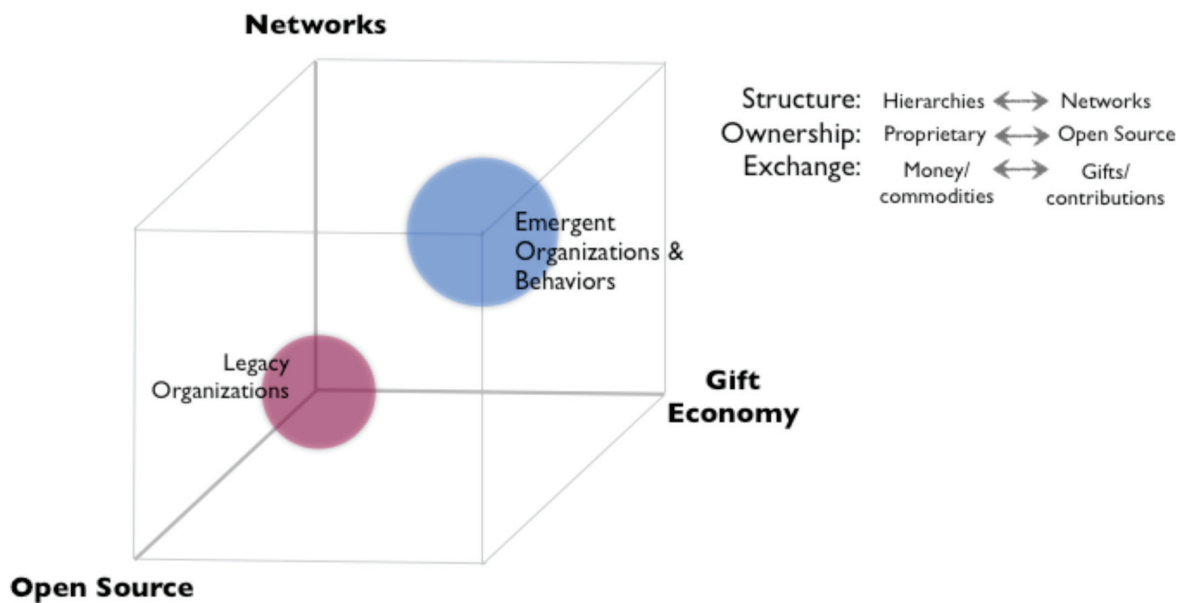 Networks
Structure: Hierarchies Networks
Ownership: Proprietary Open Source
Exchange: Money/ Gifts/
commodities contributions
Emergent
Organizations &
Behaviors
Legacy
Organizations
Gift
Economy
Open Source